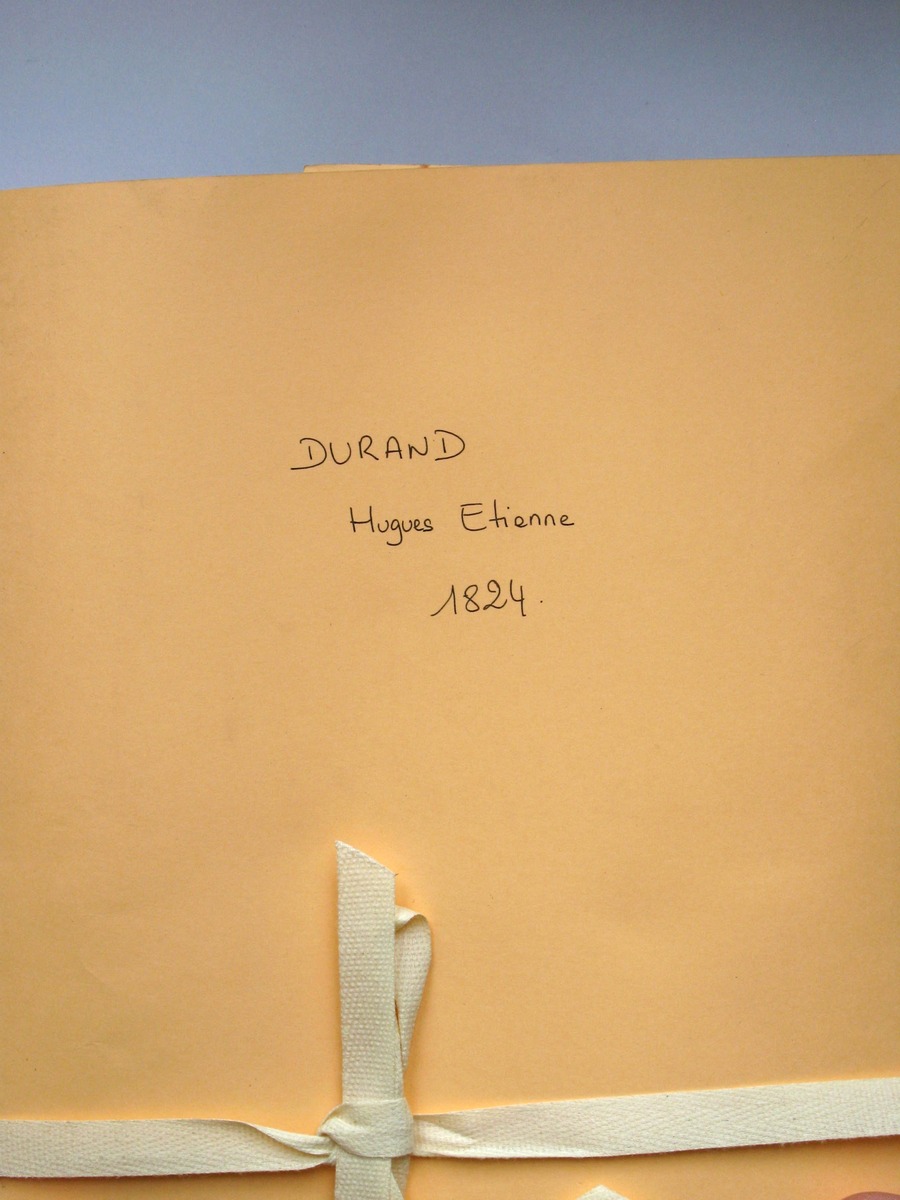 DURAND
Hugues Etienne
1824.